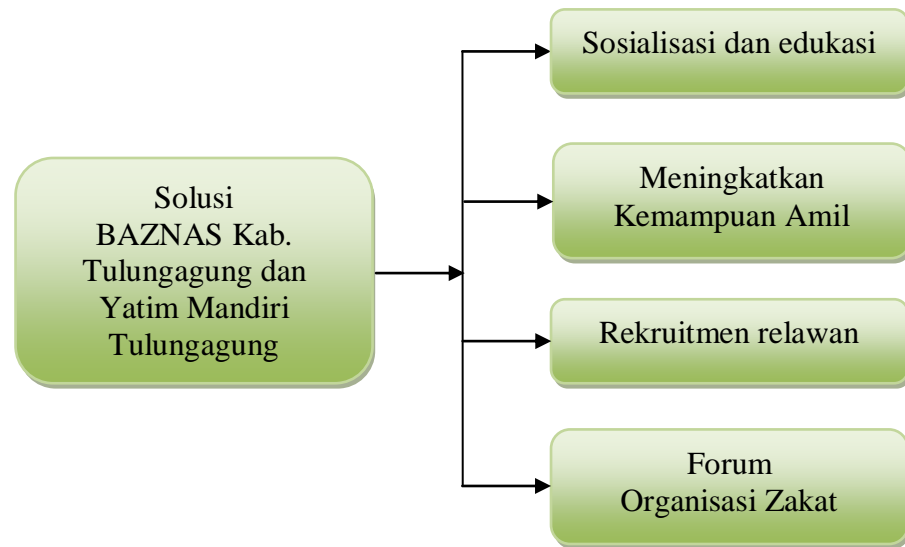 Solusi
BAZNAS Kab.
Tulungagung dan
Yatim Mandiri
Tulungagung
Sosialisasi dan edukasi
Meningkatkan
Kemampuan Amil
Rekruitmen relawan
Forum
Organisasi Zakat